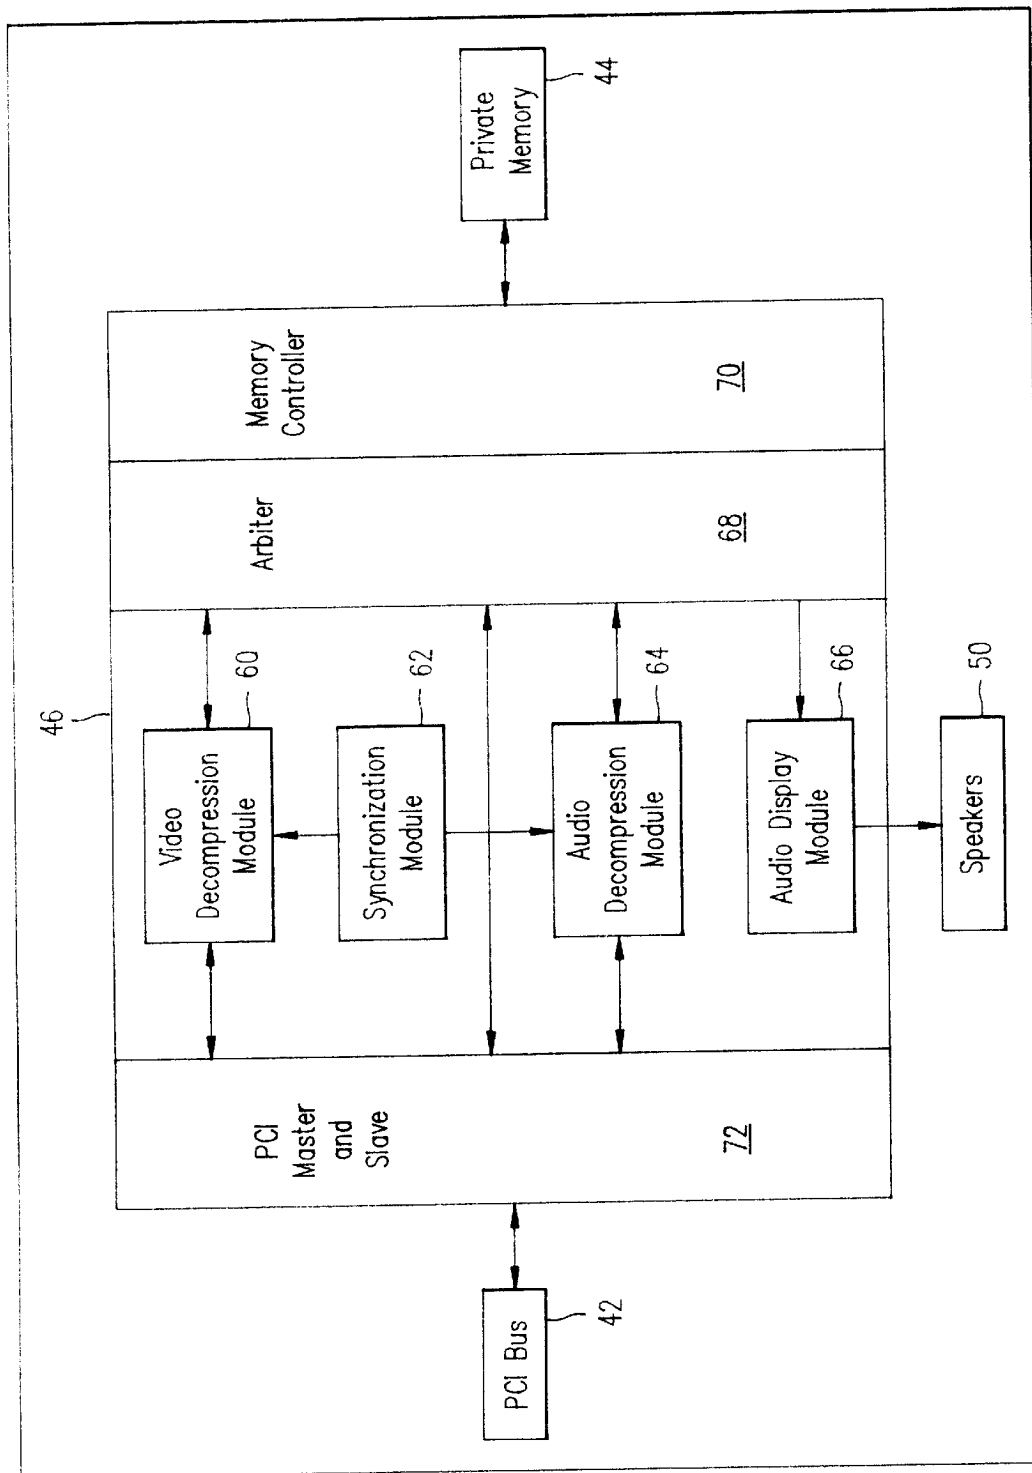 46
PCI Bus
42
PCI
Master
and
Slave
72
Video
Decompression
Module
60
Synchronization
Module
62
Audio
Decompression
Module
64
Audio Display
Module
66
Speakers
50
Arbiter
68
Memory
Controller
70
Private
Memory
44